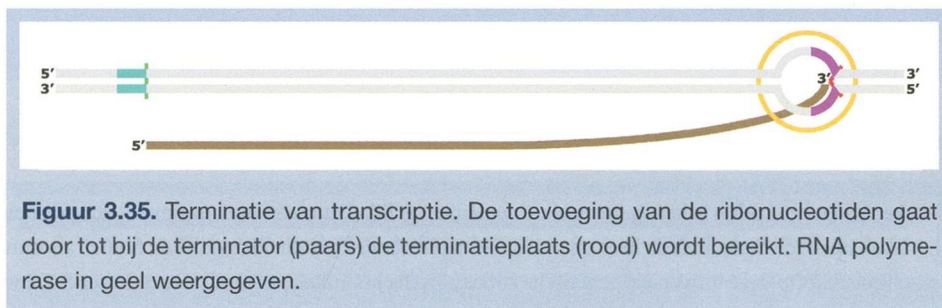 5′ 3′
3′ 3′ 5′
5′
Figuur 3.35. Terminatie van transcriptie. De toevoeging van de ribonucleotiden gaat
door tot bij de terminator (paars) de terminatieplaats (rood) wordt bereikt. RNA polyme-
rase in geel weergegeven.